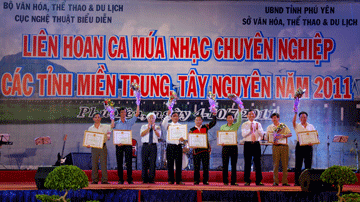 BỘ VĂN HÓA, THỂ THAO & DU LỊCH
CỤC NGHỆ THUẬT BIỂU DIỄN
UBND TỈNH PHÚ YÊN
SỞ VĂN HÓA, THỂ THAO & DU LỊCH
LIÊN HOAN CA MÚA NHẠC CHUYÊN NGHIỆP
CÁC TỈNH MIỀN TRUNG, TÂY NGUYÊN NĂM 2011